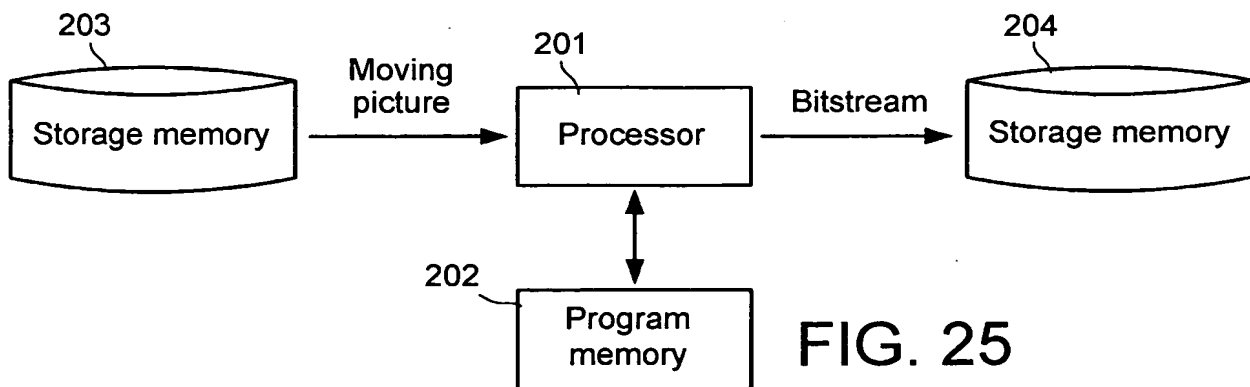 203
Storage memory
Moving
picture
201
Processor
Bitstream
204
Storage memory
202
Program
memory
FIG. 25